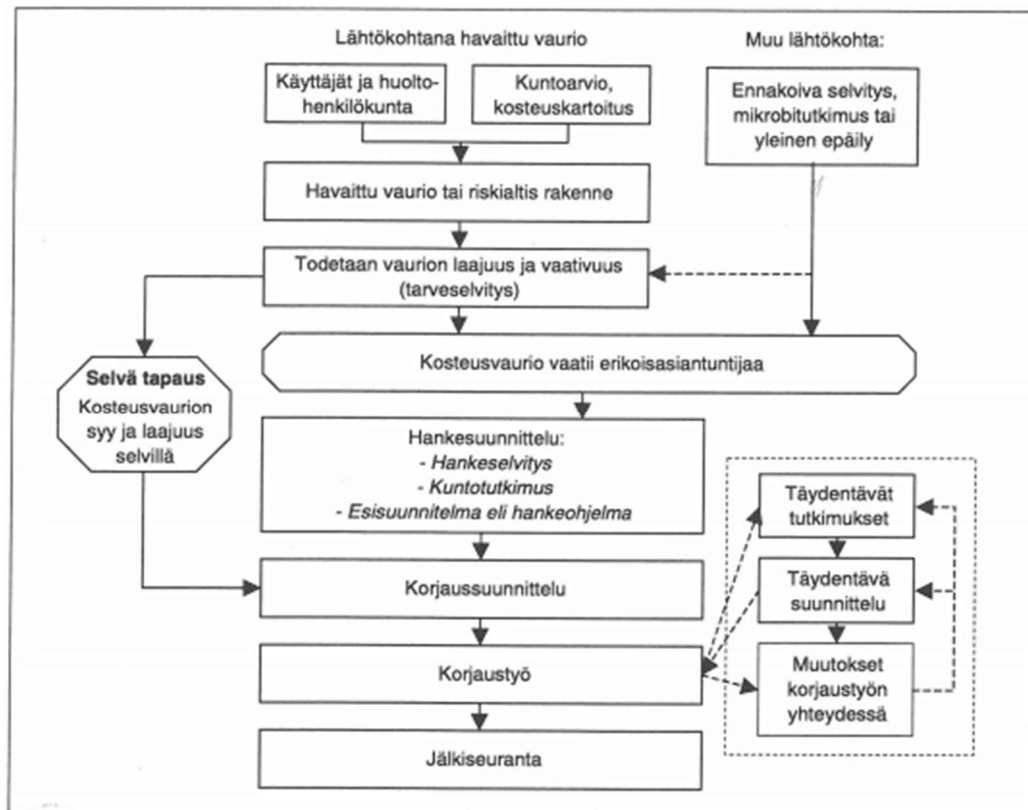 Lähtökohtana havaittu vaurio
Muu lähtökohta:
Käyttäjät ja huolto-
henkilökunta
Kuntoarvio,
kosteuskartoitus
Ennakoiva selvitys,
mikrobitutkimus tai
yleinen epäily
Havaittu vaurio tai riskialtis rakenne
Todetaan vaurion laajuus ja vaativuus
(tarveselvitys)
Kosteusvaurio vaatii erikoisasiantuntijaa
Selvä tapaus
Kosteusvaurion
syy ja laajuus
selvillä
Hankesuunnittelu:
- Hankeselvitys
- Kuntotutkimus
- Esisuunnitelma eli hankeohjelma
Täydentävät
tutkimukset
Korjaussuunnittelu
Täydentävä
suunnittelu
Korjaustyö
Muutokset
korjaustyön
yhteydessä
Jälkiseuranta